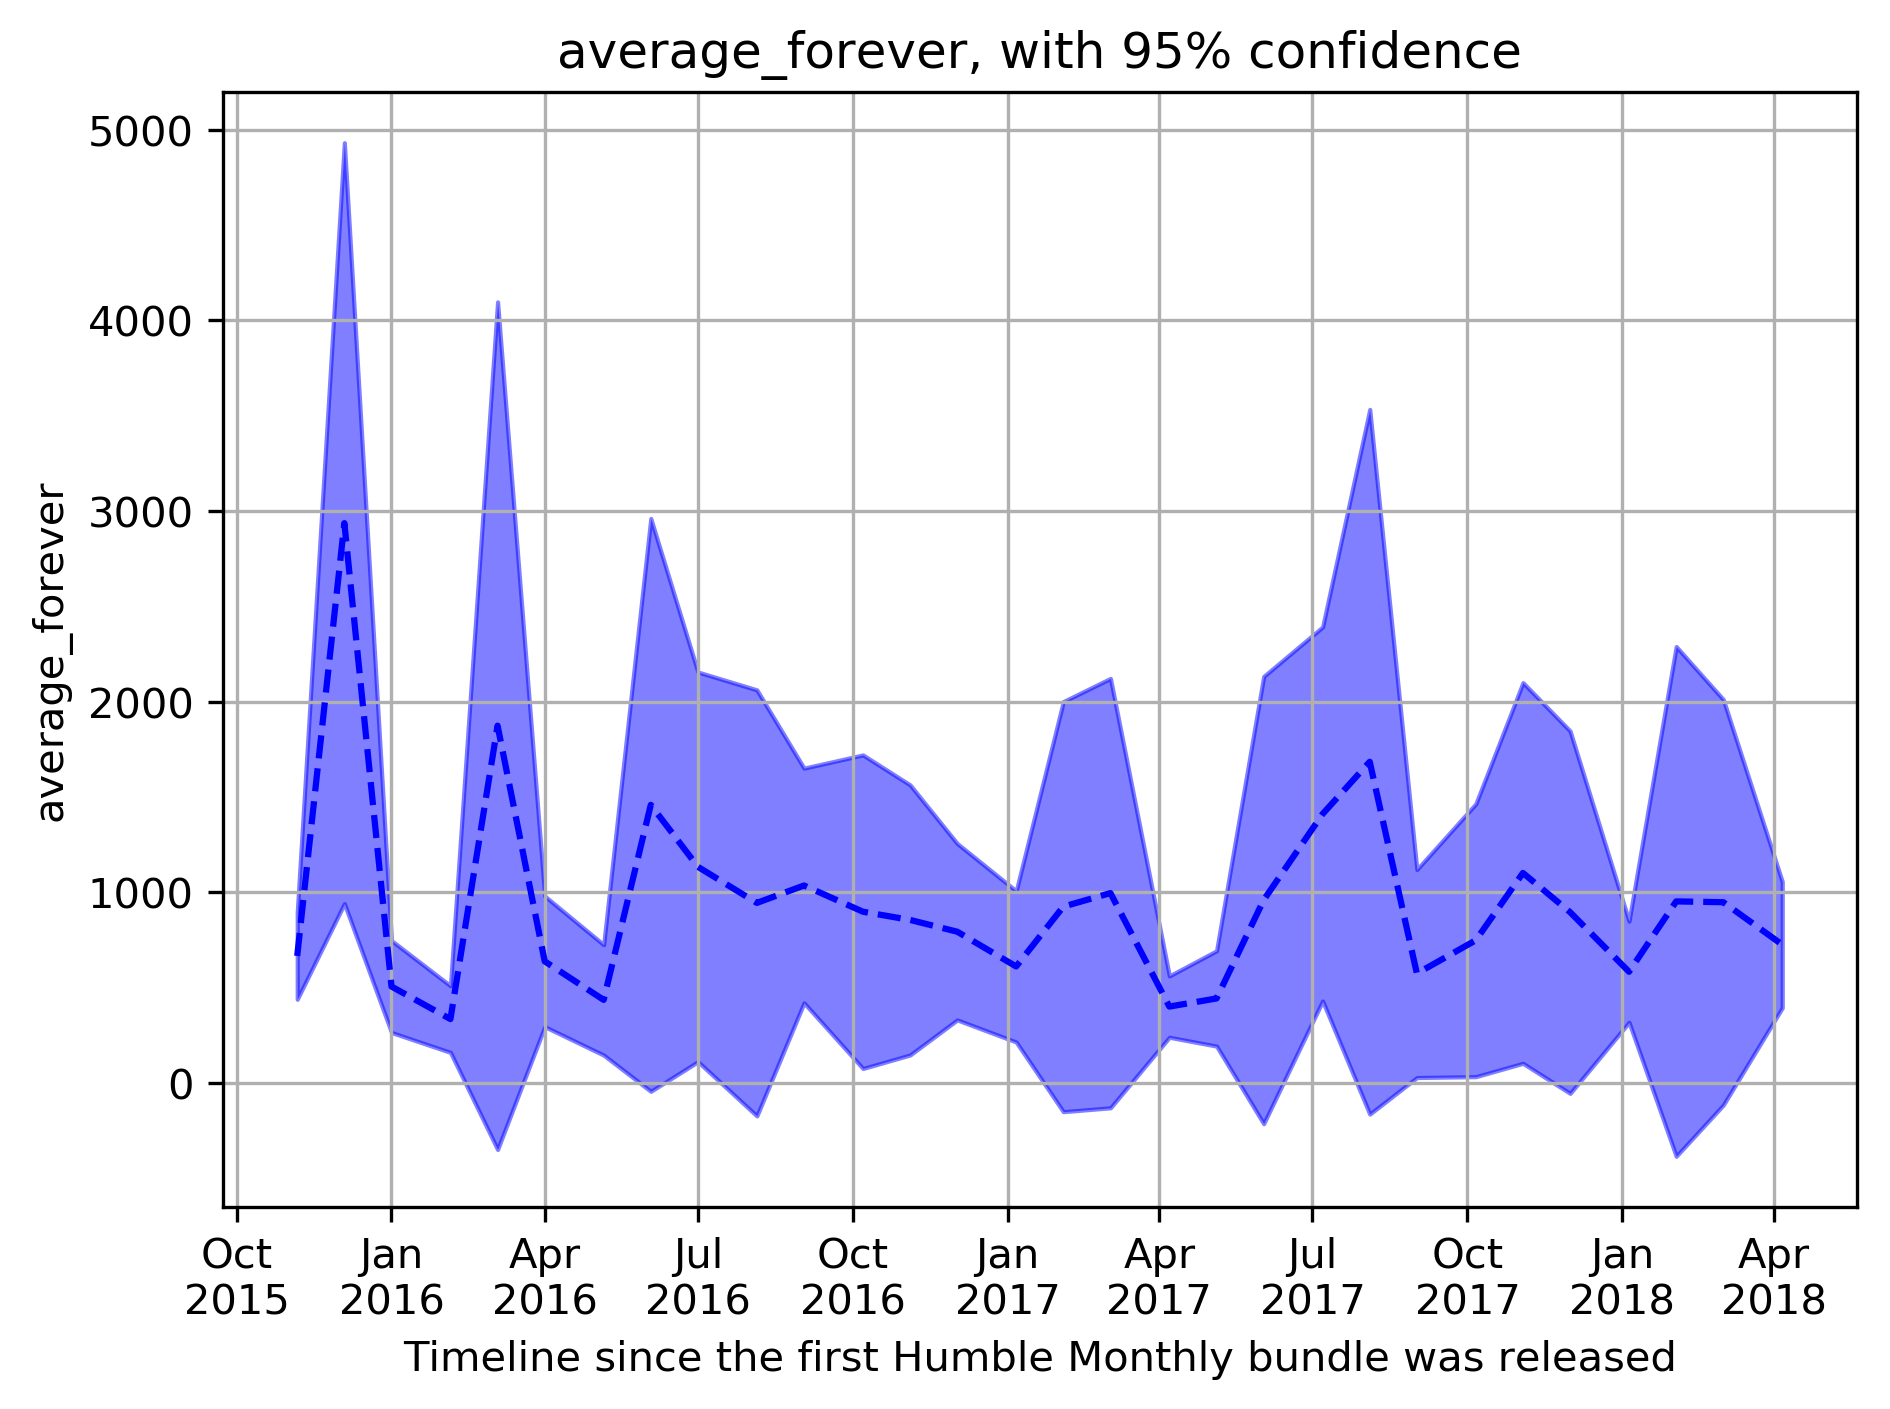 average_forever, with 95% confidence
5000
4000
3000
2000
1000
0
average_forever
Oct Jan Apr Jul Oct Jan Apr Jul Oct Jan Apr
2015 2016 2016 2016 2016 2017 2017 2017 2017 2018 2018
Timeline since the first Humble Monthly bundle was released